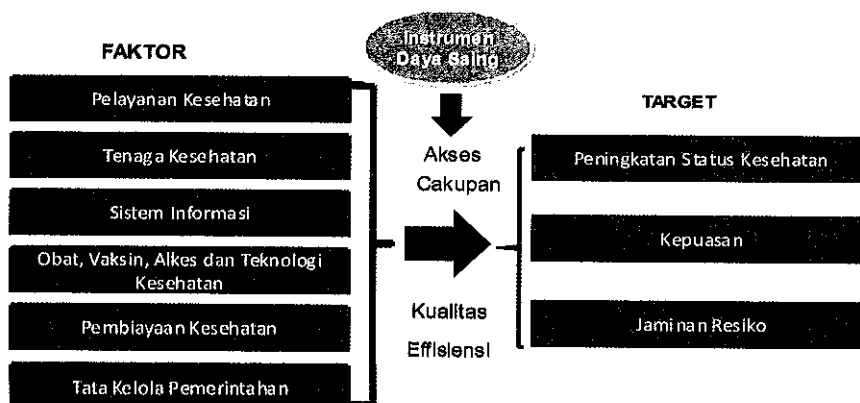 FAKTOR
Pelayanan Kesehatan
Tenaga Kesehatan
Sistem Informasi
Obat, Vaksin, Alkes dan Teknologi
Kesehatan
Pembiayaan Kesehatan
Tata Kelola Pemerintahan
Instrumen
Daya Saing
Akses
Cakupan
Kualitas
Effisiensi
TARGET
Peningkatan Status Kesehatan
Kepuasan
Jaminan Resiko